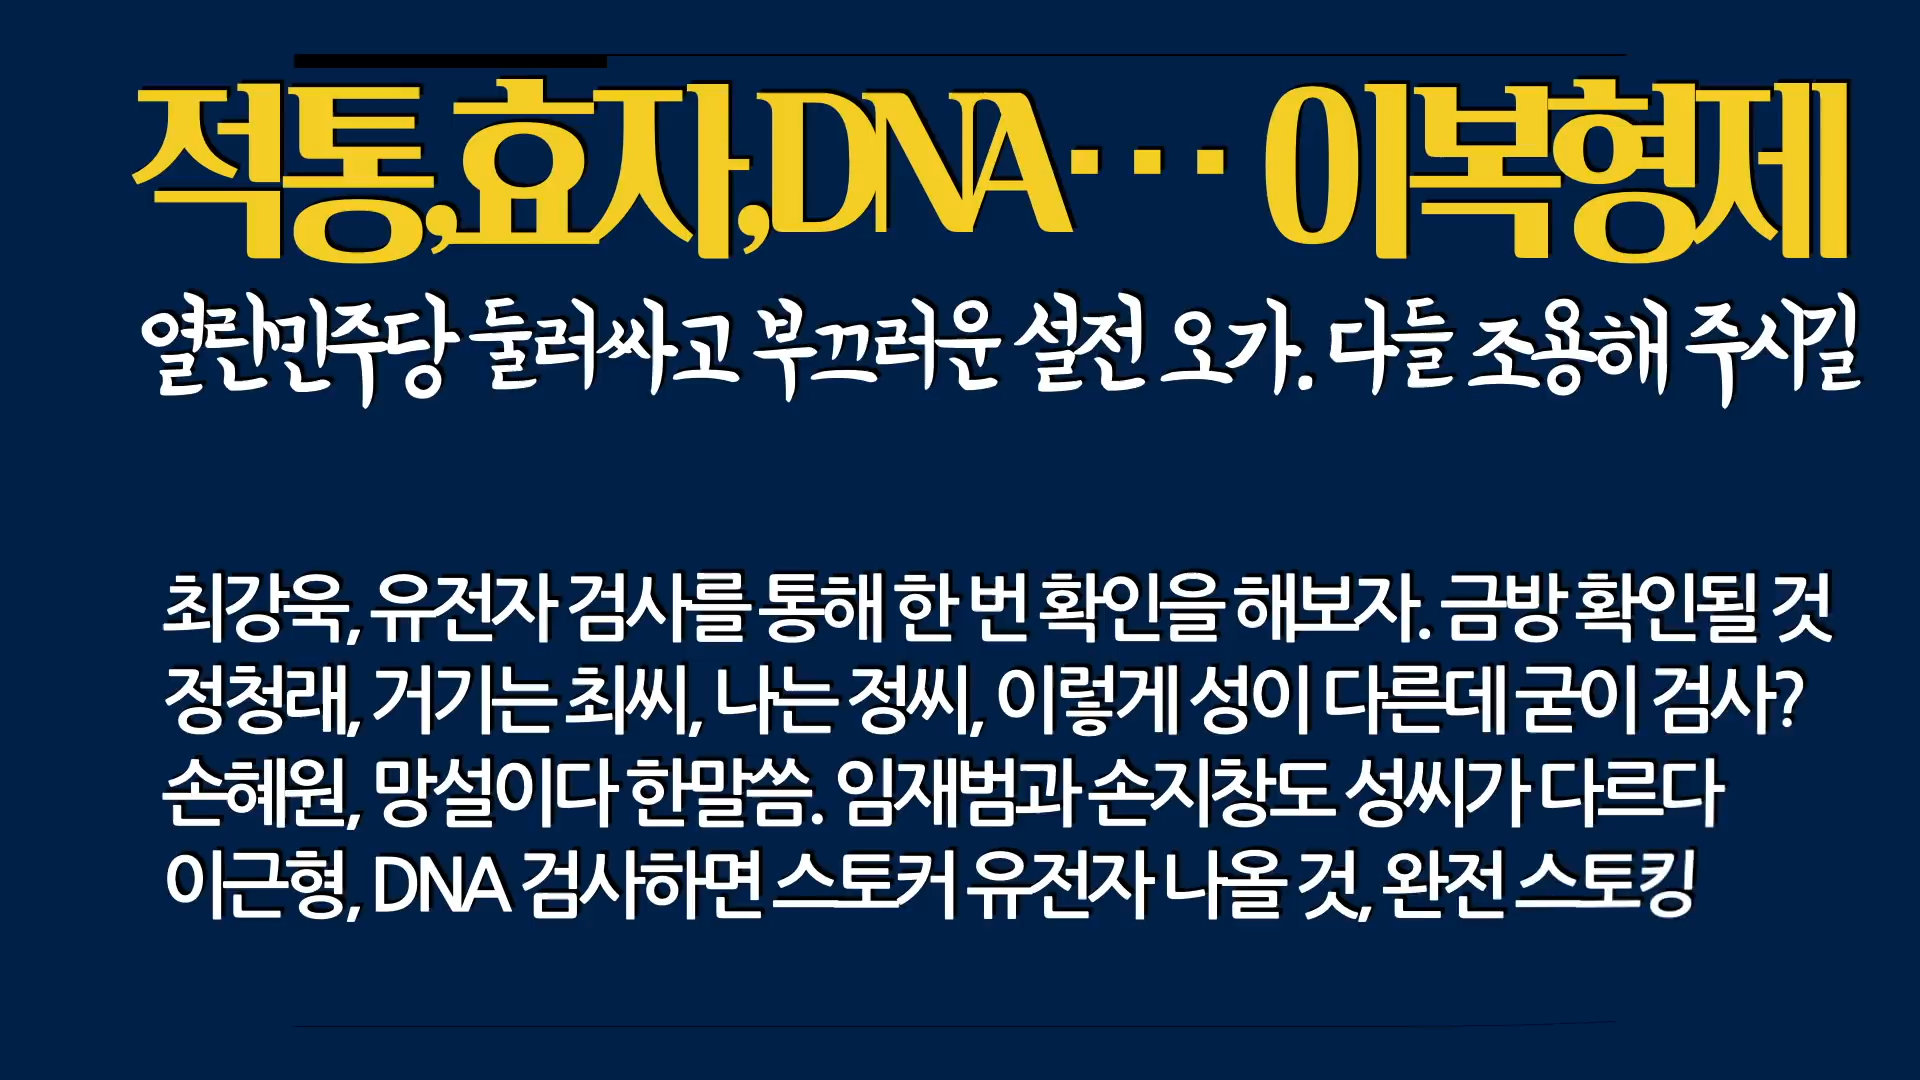 적통,효자,DNA… 이복형제
열린민주당 둘러싸고 부끄러운 설전 오가. 다들 조용해 주시길
최강욱, 유전자 검사를 통해 한 번 확인을 해보자. 금방 확인될 것
정청래, 거기는 최씨, 나는 정씨, 이렇게 성이 다른데 굳이 검사?
손혜원, 망설이다 한말씀. 임재범과 손지창도 성씨가 다르다
이근형, DNA 검사하면 스토커 유전자 나올 것, 완전 스토킹